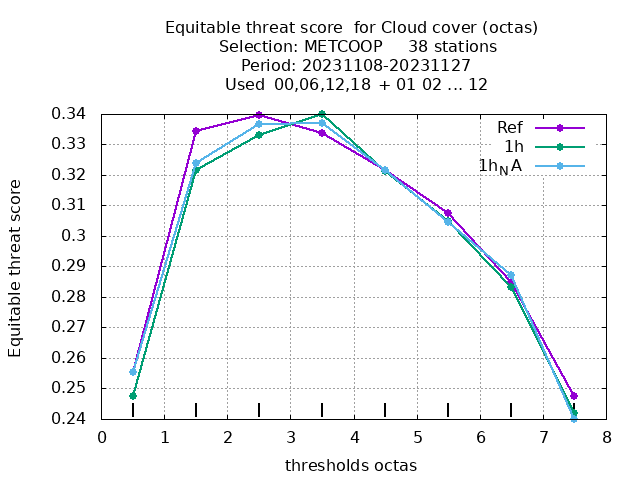 Equitable threat score  for Cloud cover (octas)
Selection: METCOOP     38 stations
Period: 20231108-20231127
Used  00,06,12,18  + 01 02 ... 12
Ref
1h
1h_NA
Equitable threat score
0.34
0.33
0.32
0.31
0.3
0.29
0.28
0.27
0.26
0.25
0.24
0 1 2 3 4 5 6 7 8
thresholds octas